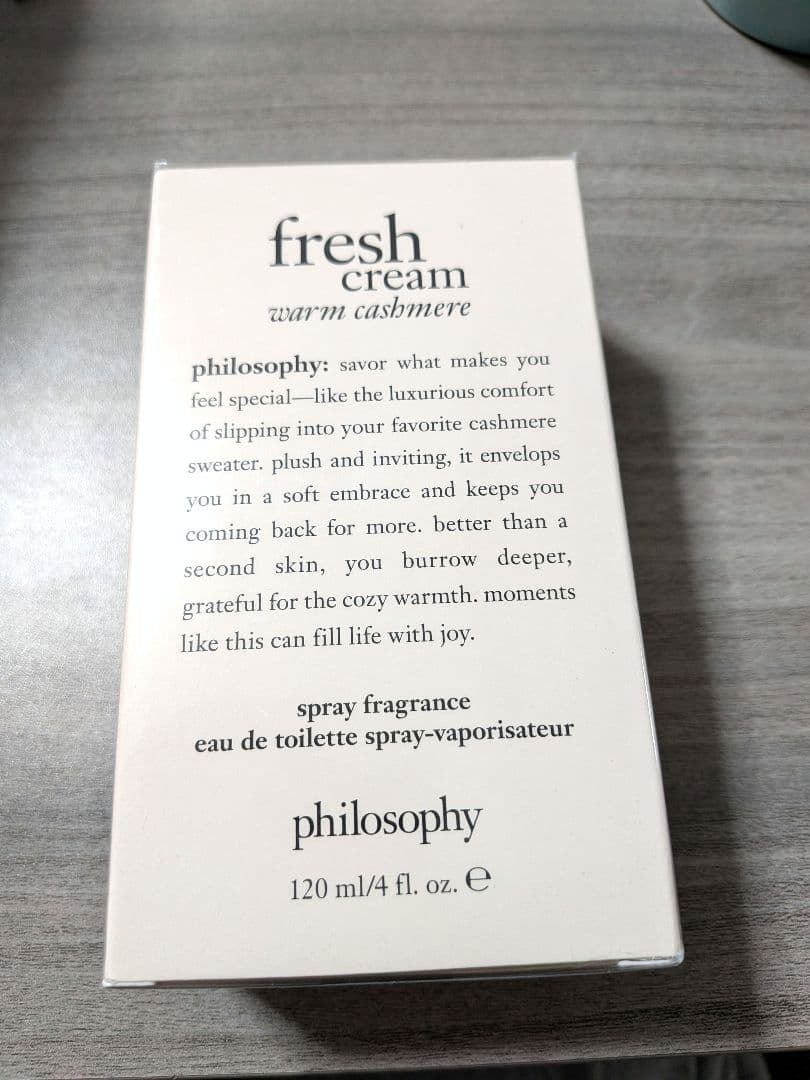 fresh
cream
warm cashmere
philosophy: savor what makes you
feel special—like the luxurious comfort
of slipping into your favorite cashmere
sweater. plush and inviting, it envelops
you in a soft embrace and keeps you
coming back for more. better than a
second skin, you burrow deeper,
grateful for the cozy warmth. moments
like this can fill life with joy.
spray fragrance
eau de toilette spray-vaporisateur
philosophy
120 ml/4 fl. oz. ℮